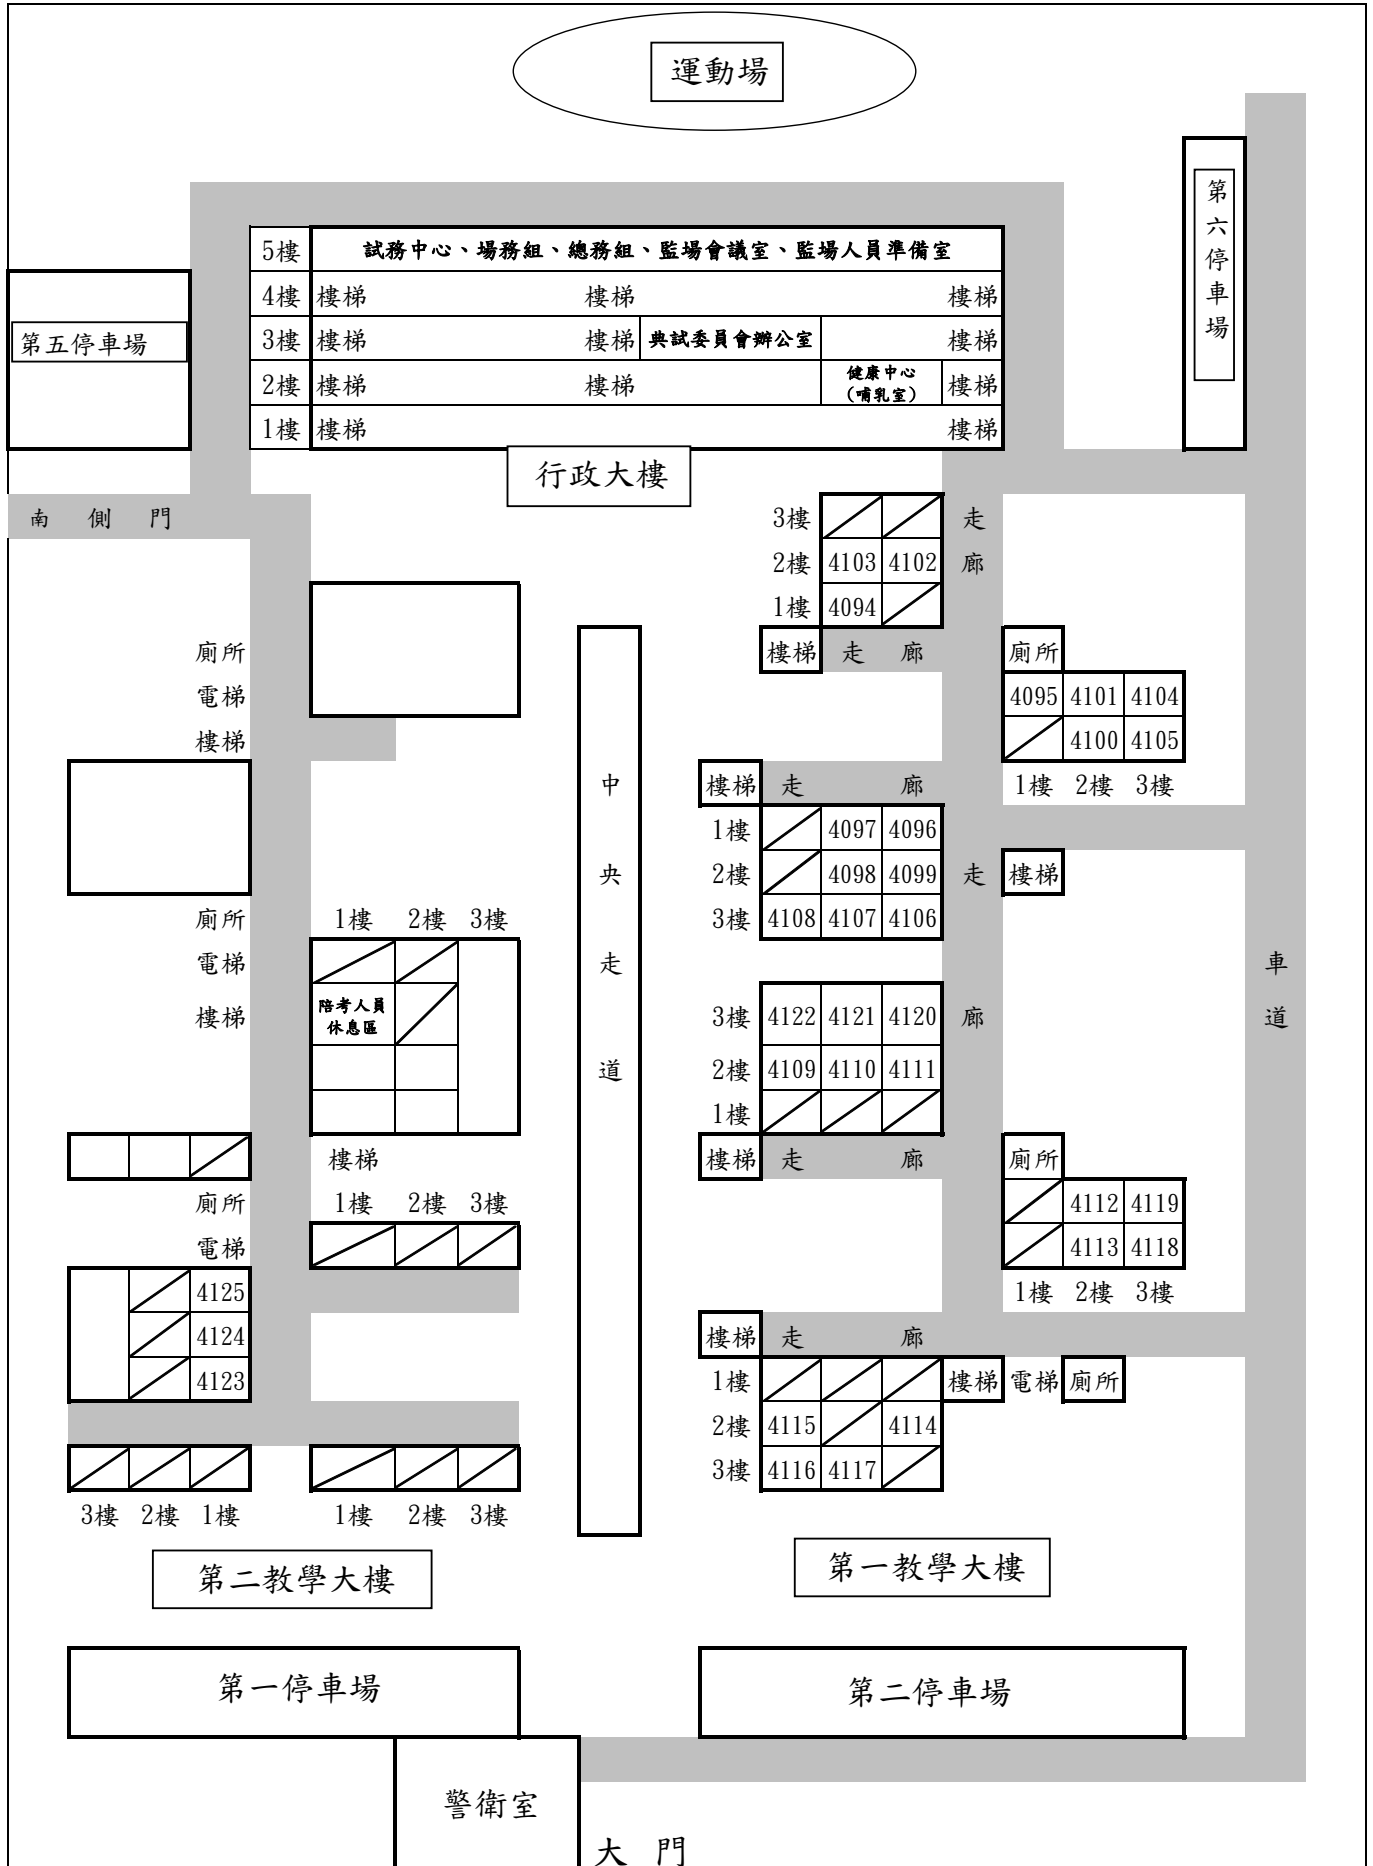 運動場
第六停車場
5樓 試務中心、場務組、總務組、監場會議室、監場人員準備室
4樓 樓梯 樓梯 樓梯
第五停車場
3樓 樓梯 樓梯 典試委員會辦公室 樓梯
2樓 樓梯 樓梯 健康中心 (哺乳室) 樓梯
1樓 樓梯 樓梯
行政大樓
南側門
3樓
2樓 4103 4102
1樓 4094
走廊
樓梯 走廊
廁所
4095 4101 4104
4100 4105
1樓 2樓 3樓
廁所
電梯
樓梯
中央走道
樓梯 走廊
1樓 4097 4096
2樓 4098 4099
3樓 4108 4107 4106
走廊
樓梯
車道
廁所
電梯
樓梯
1樓 2樓 3樓
陪考人員
休息區
樓梯
3樓 4122 4121 4120
2樓 4109 4110 4111
1樓
樓梯 走廊
廁所
4112 4119
4113 4118
1樓 2樓 3樓
廁所
電梯
1樓 2樓 3樓
4125
4124
4123
樓梯 走廊
1樓 樓梯 電梯 廁所
2樓 4115 4114
3樓 4116 4117
3樓 2樓 1樓
1樓 2樓 3樓
第二教學大樓
第一教學大樓
第一停車場
第二停車場
警衛室
大門